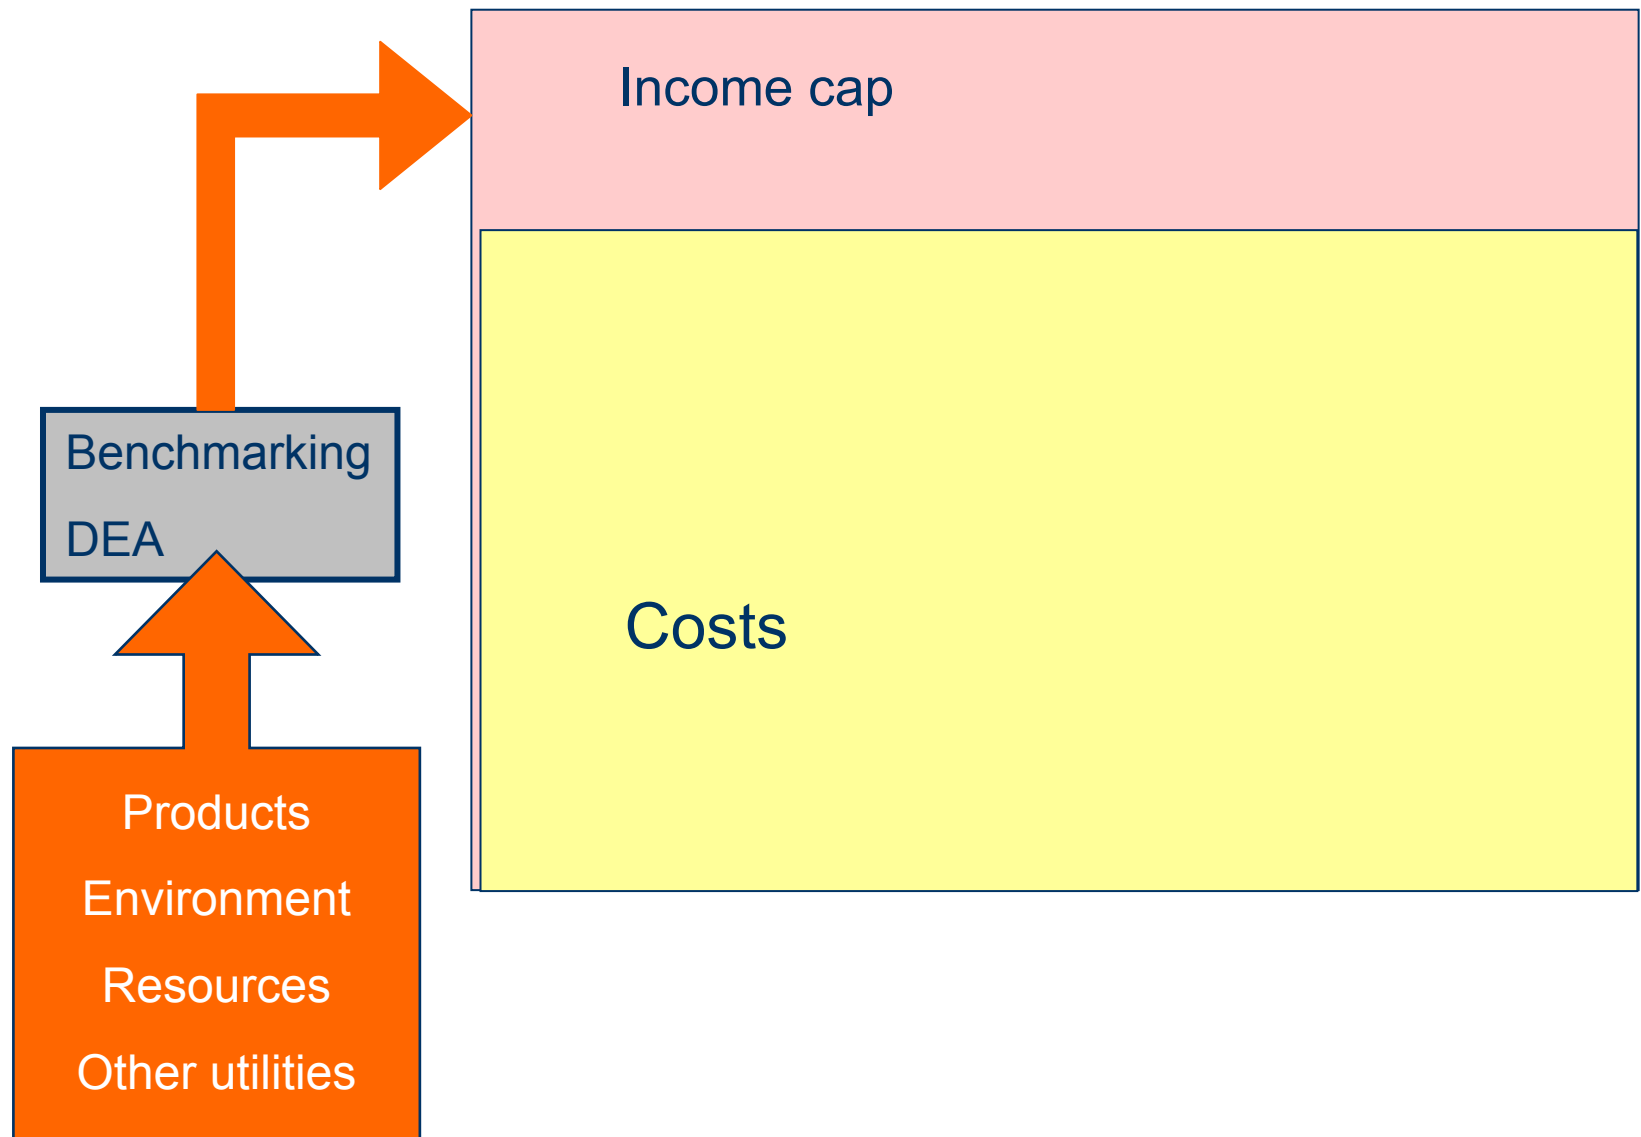 Income cap
Benchmarking
DEA
Costs
Products
Environment
Resources
Other utilities